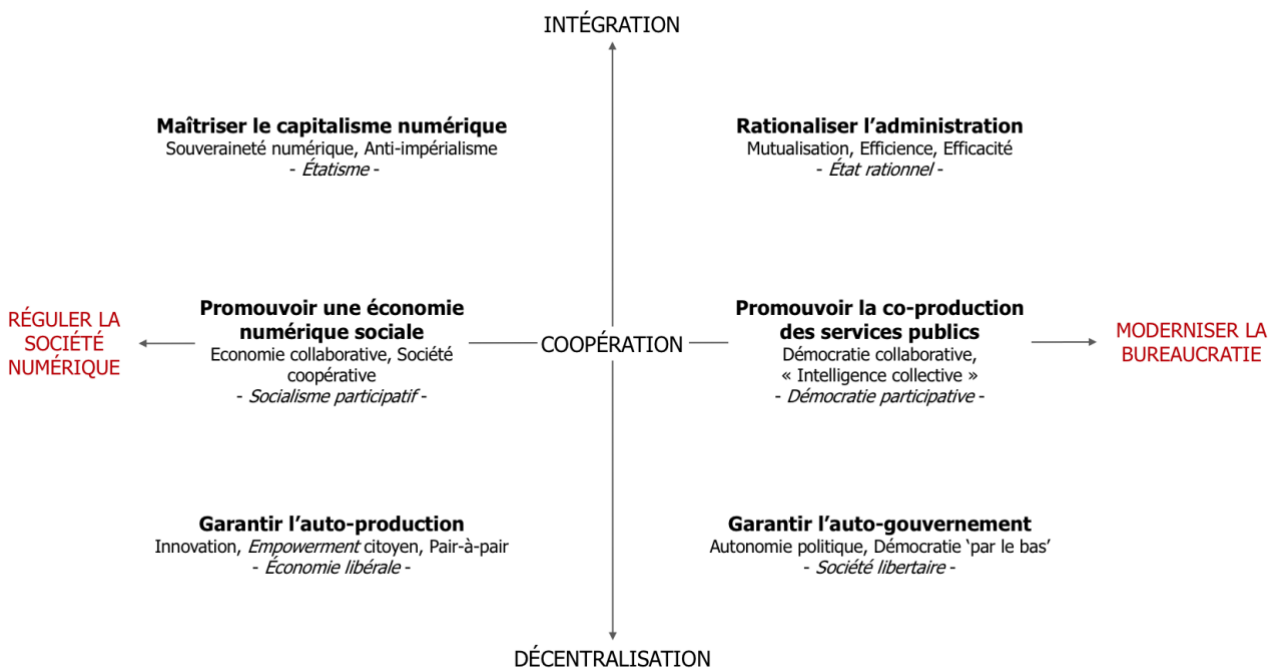 INTÉGRATION
Maîtriser le capitalisme numérique
Souveraineté numérique, Anti-impérialisme
- Étatisme -
Rationaliser l’administration
Mutualisation, Efficience, Efficacité
- État rationnel -
RÉGULER LA
SOCIÉTÉ
NUMÉRIQUE
Promouvoir une économie
numérique sociale
Economie collaborative, Société
coopérative
- Socialisme participatif -
COOPÉRATION
Promouvoir la co-production
des services publics
Démocratie collaborative,
« Intelligence collective »
- Démocratie participative -
MODERNISER LA
BUREAUCRATIE
Garantir l’auto-production
Innovation, Empowerment citoyen, Pair-à-pair
- Économie libérale -
Garantir l’auto-gouvernement
Autonomie politique, Démocratie ‘par le bas’
- Société libertaire -
DÉCENTRALISATION